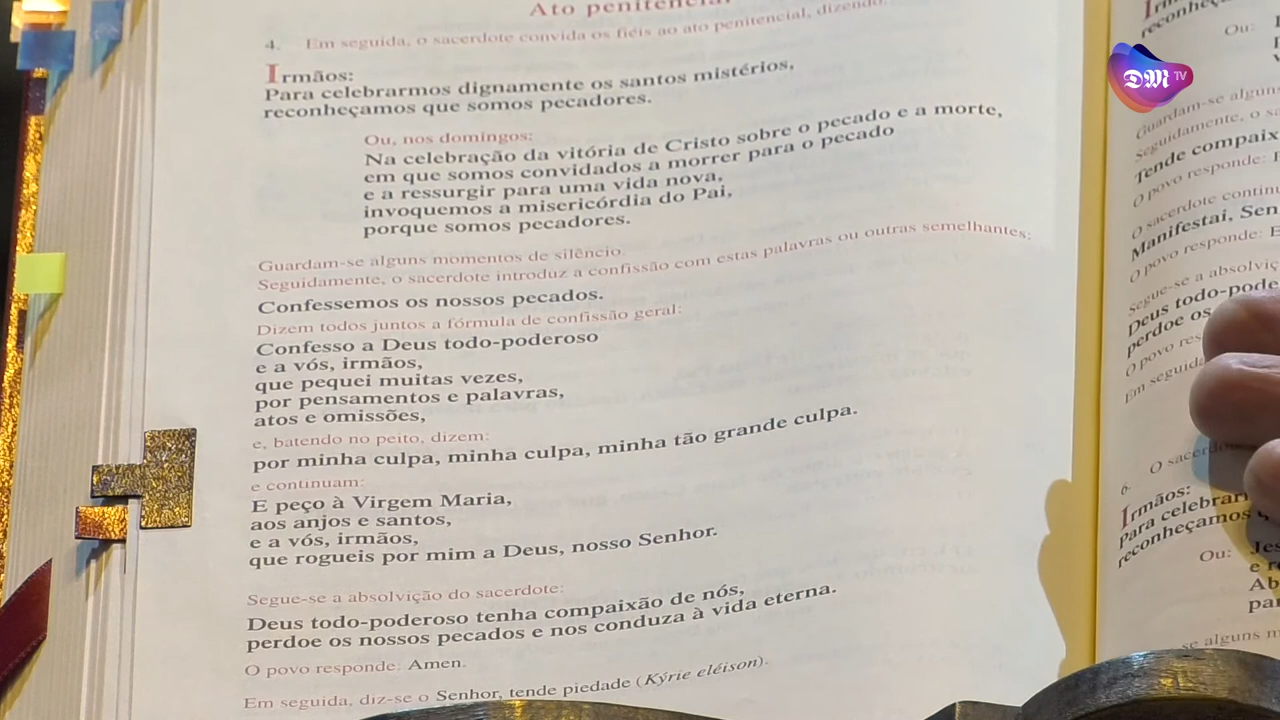 Ato penitencial
4. Em seguida, o sacerdote convida os fiéis ao ato penitencial, dizendo:
Irmãos:
Para celebrarmos dignamente os santos mistérios,
reconheçamos que somos pecadores.
Ou, nos domingos:
Na celebração da vitória de Cristo sobre o pecado e a morte,
em que somos convidados a morrer para o pecado
e a ressurgir para uma vida nova,
invoquemos a misericórdia do Pai,
porque somos pecadores.
Guardam-se alguns momentos de silêncio.
Seguidamente, o sacerdote introduz a confissão com estas palavras ou outras semelhantes:
Confessemos os nossos pecados.
Dizem todos juntos a fórmula de confissão geral:
Confesso a Deus todo-poderoso
e a vós, irmãos,
que pequei muitas vezes,
por pensamentos e palavras,
atos e omissões,
e, batendo no peito, dizem:
por minha culpa, minha culpa, minha tão grande culpa.
e continuam:
E peço à Virgem Maria,
aos anjos e santos,
e a vós, irmãos,
que rogueis por mim a Deus, nosso Senhor.
Segue-se a absolvição do sacerdote:
Deus todo-poderoso tenha compaixão de nós,
perdoe os nossos pecados e nos conduza à vida eterna.
O povo responde: Amen.
Em seguida, diz-se o Senhor, tende piedade (Kýrie eléison).
DM TV
Ou:
Guardam-se alguns
Seguidamente, o
Tende
O povo responde:
O sacerdote
Manifestai,
O povo responde:
Segue-se a
Deus
perdoe os
O povo
Em
O
6.
Irmãos:
Para
reconheçamos
Ou:
e
se alguns